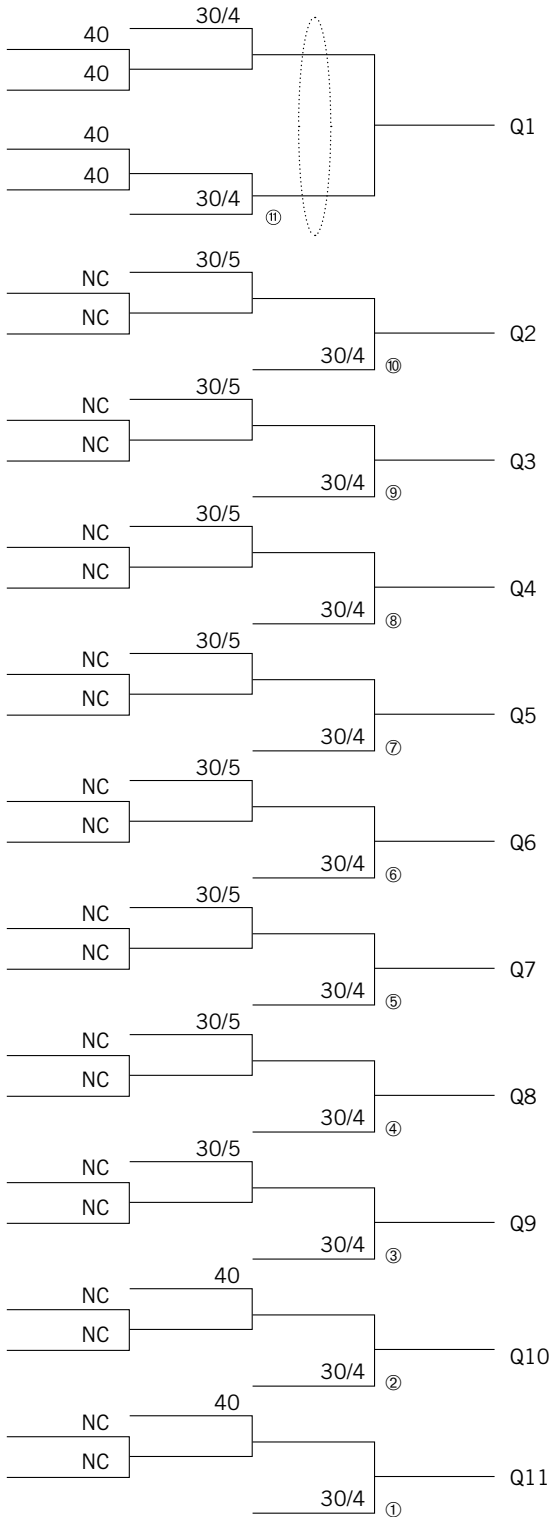 30/4
40
40
Q1
40
40
30/4 ⑪
30/5
NC
NC
Q2
30/4 ⑩
30/5
NC
NC
Q3
30/4 ⑨
30/5
NC
NC
Q4
30/4 ⑧
30/5
NC
NC
Q5
30/4 ⑦
30/5
NC
NC
Q6
30/4 ⑥
30/5
NC
NC
Q7
30/4 ⑤
30/5
NC
NC
Q8
30/4 ④
30/5
NC
NC
Q9
30/4 ③
40
NC
NC
Q10
30/4 ②
40
NC
NC
Q11
30/4 ①